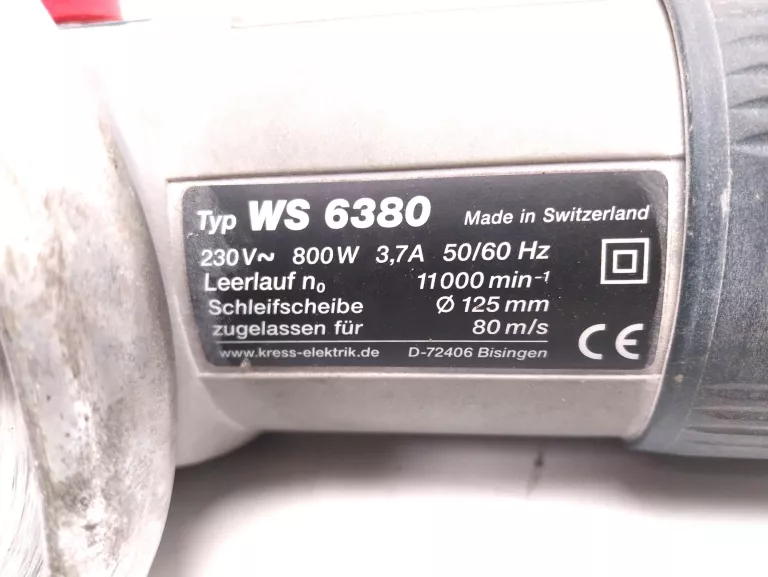 Typ WS 6380 Made in Switzerland
230V~ 800W 3,7A 50/60 Hz
Leerlauf n₀ 11000 min⁻¹
Schleifscheibe Ø 125 mm
zugelassen für 80 m/s
www.kress-elektrik.de D-72406 Bisingen
CE